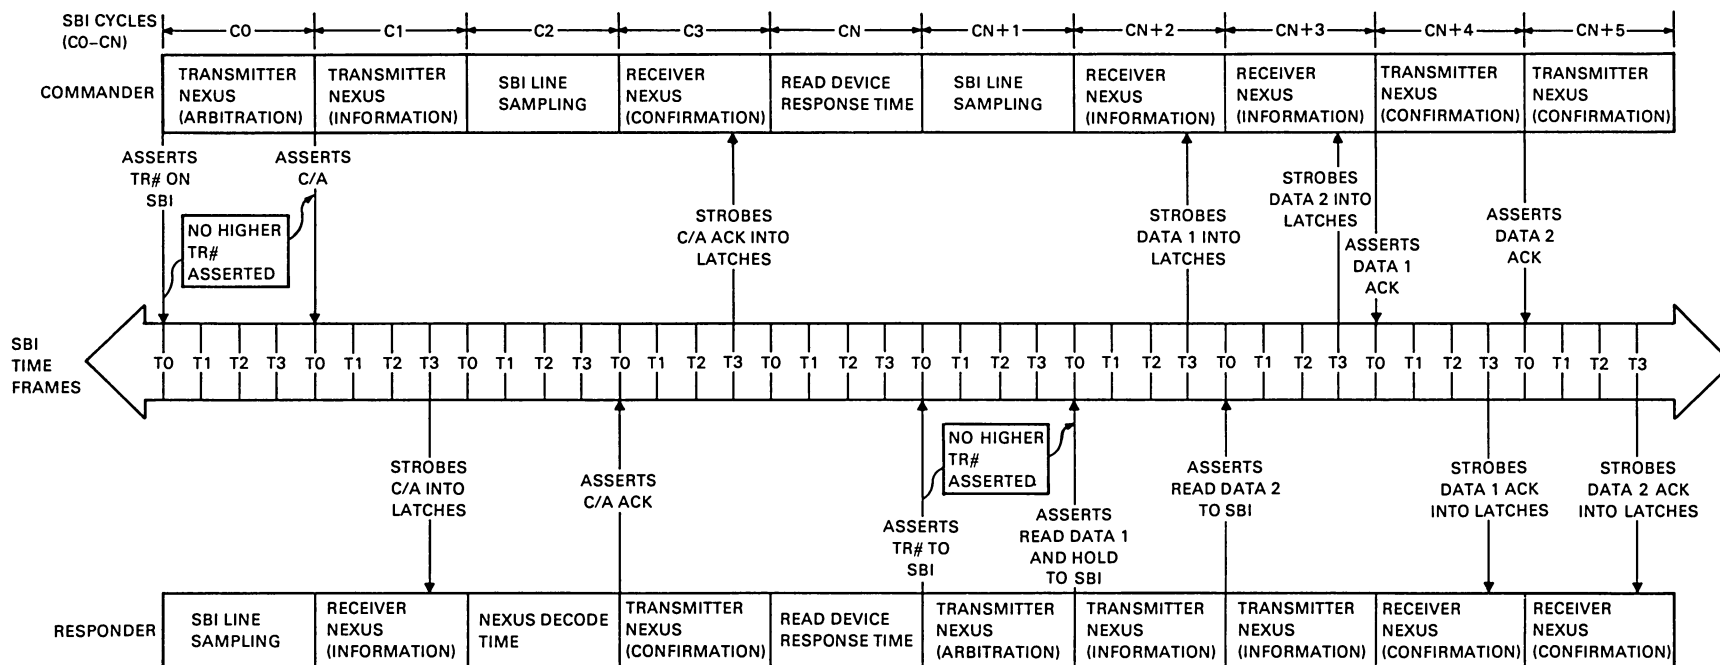 SBI CYCLES
(C0-CN)
C0 C1 C2 C3 CN CN+1 CN+2 CN+3 CN+4 CN+5
COMMANDER
TRANSMITTER
NEXUS
(ARBITRATION)
TRANSMITTER
NEXUS
(INFORMATION)
SBI LINE
SAMPLING
RECEIVER
NEXUS
(CONFIRMATION)
READ DEVICE
RESPONSE TIME
SBI LINE
SAMPLING
RECEIVER
NEXUS
(INFORMATION)
RECEIVER
NEXUS
(INFORMATION)
TRANSMITTER
NEXUS
(CONFIRMATION)
TRANSMITTER
NEXUS
(CONFIRMATION)
ASSERTS
TR# ON
SBI
ASSERTS
C/A
NO HIGHER
TR#
ASSERTED
STROBES
C/A ACK INTO
LATCHES
STROBES
DATA 1 INTO
LATCHES
STROBES
DATA 2 INTO
LATCHES
ASSERTS
DATA 1
ACK
ASSERTS
DATA 2
ACK
SBI
TIME
FRAMES
T0 T1 T2 T3 T0 T1 T2 T3 T0 T1 T2 T3 T0 T1 T2 T3 T0 T1 T2 T3 T0 T1 T2 T3 T0 T1 T2 T3 T0 T1 T2 T3 T0 T1 T2 T3 T0 T1 T2 T3
STROBES
C/A INTO
LATCHES
ASSERTS
C/A ACK
NO HIGHER
TR#
ASSERTED
ASSERTS
TR# TO
SBI
ASSERTS
READ DATA 1
AND HOLD
TO SBI
ASSERTS
READ DATA 2
TO SBI
STROBES
DATA 1 ACK
INTO LATCHES
STROBES
DATA 2 ACK
INTO LATCHES
RESPONDER
SBI LINE
SAMPLING
RECEIVER
NEXUS
(INFORMATION)
NEXUS DECODE
TIME
TRANSMITTER
NEXUS
(CONFIRMATION)
READ DEVICE
RESPONSE TIME
TRANSMITTER
NEXUS
(ARBITRATION)
TRANSMITTER
NEXUS
(INFORMATION)
TRANSMITTER
NEXUS
(INFORMATION)
RECEIVER
NEXUS
(CONFIRMATION)
RECEIVER
NEXUS
(CONFIRMATION)